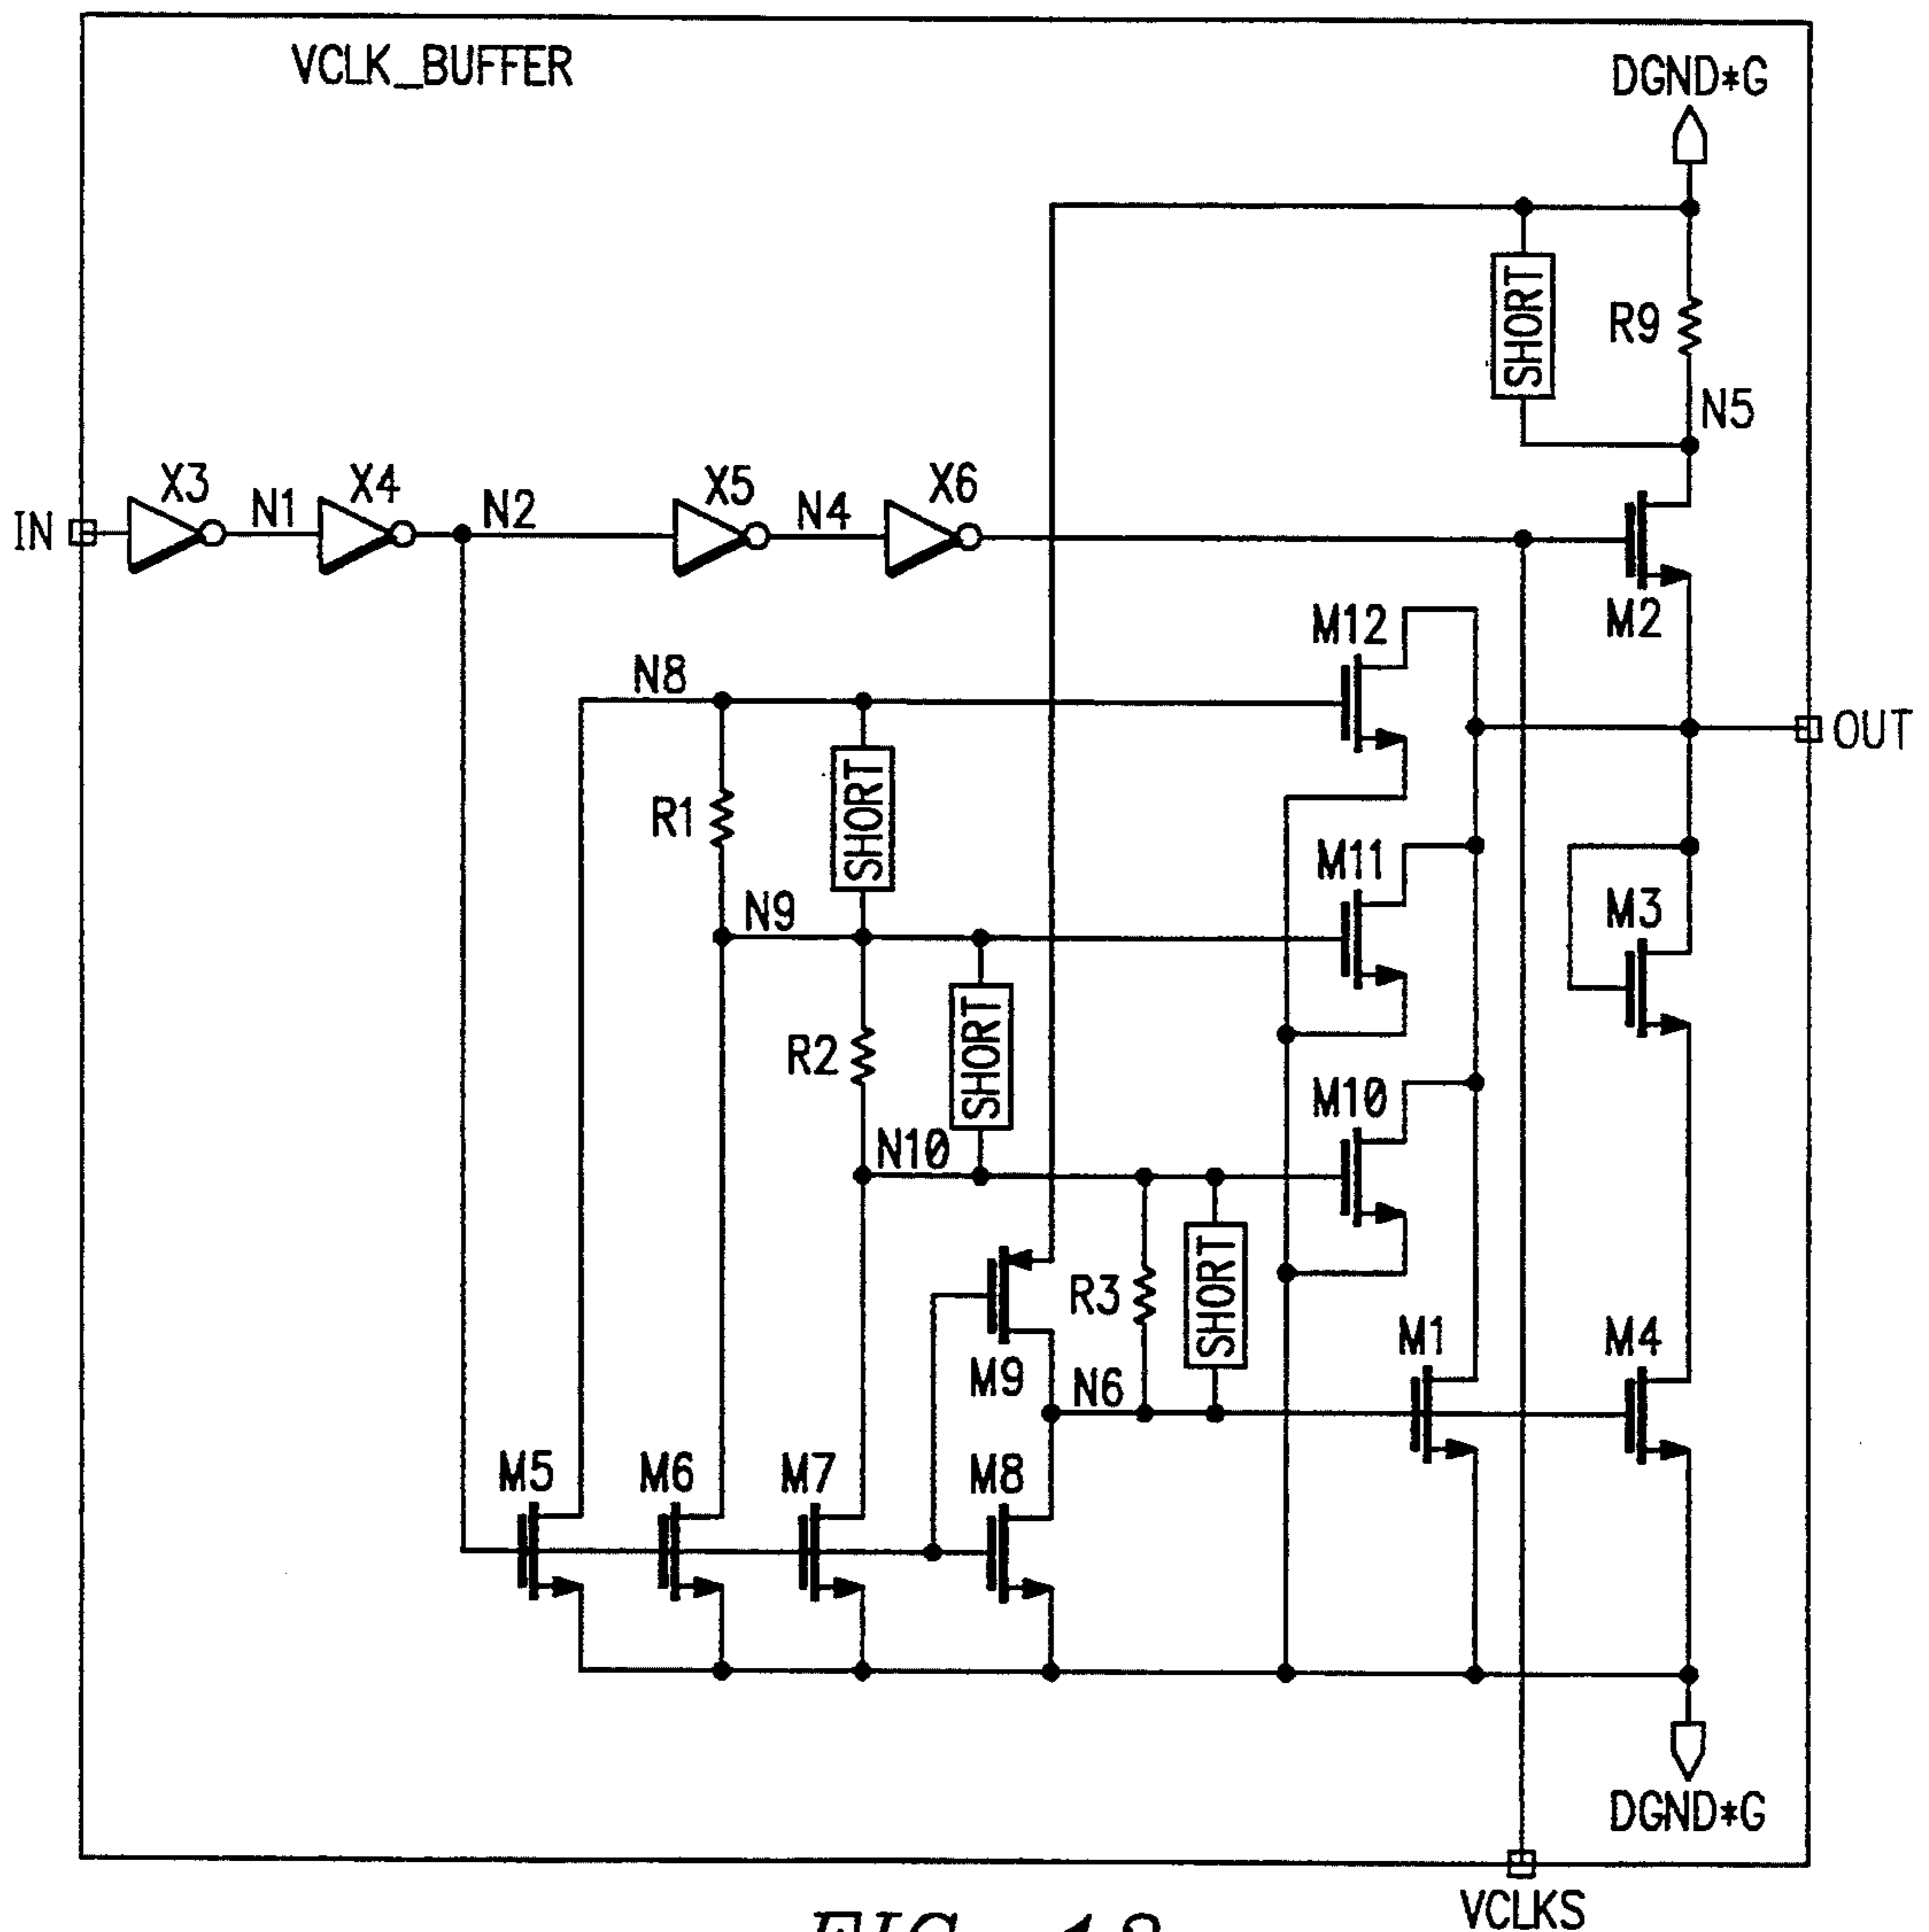 VCLK_BUFFER
DGND*G
SHORT
R9
N5
X3
X4
X5
X6
IN
N1
N2
N4
M2
M12
N8
OUT
R1
SHORT
M11
N9
M3
R2
SHORT
M10
N10
R3
SHORT
M9
N6
M1
M4
M5
M6
M7
M8
DGND*G
VCLKS